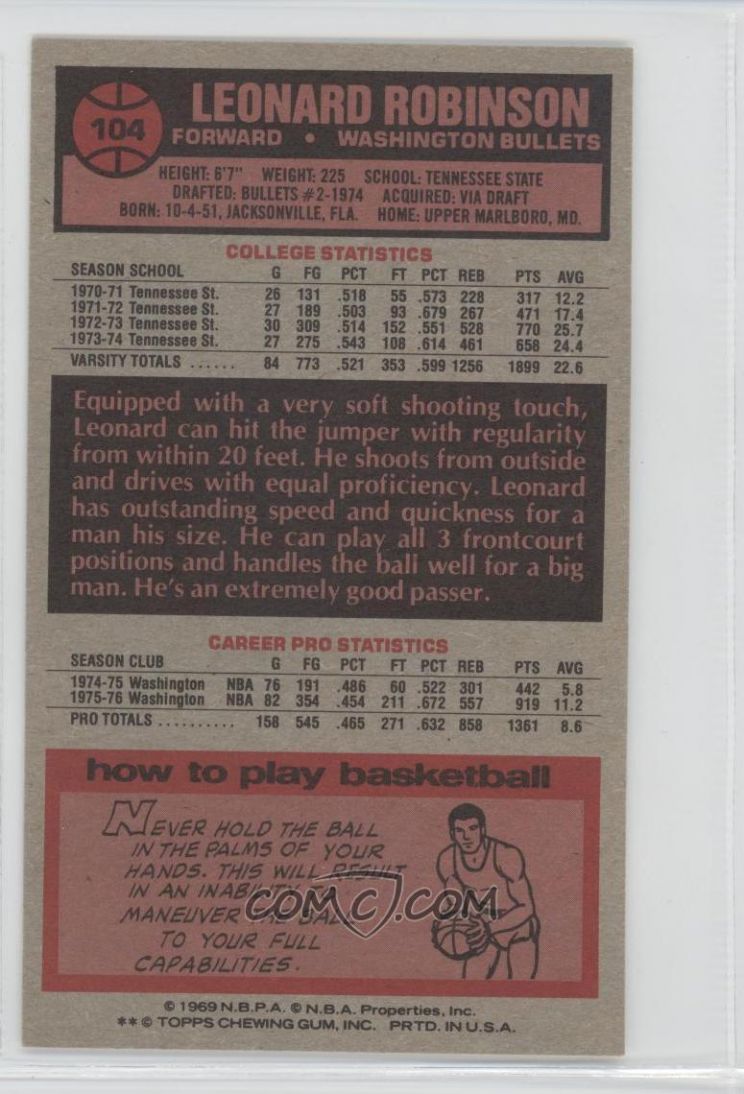 104
LEONARD ROBINSON
FORWARD • WASHINGTON BULLETS
HEIGHT: 6'7" WEIGHT: 225 SCHOOL: TENNESSEE STATE
DRAFTED: BULLETS #2-1974 ACQUIRED: VIA DRAFT
BORN: 10-4-51, JACKSONVILLE, FLA. HOME: UPPER MARLBORO, MD.
COLLEGE STATISTICS
SEASON SCHOOL G FG PCT FT PCT REB PTS AVG
1970-71 Tennessee St. 26 131 .518 55 .573 228 317 12.2
1971-72 Tennessee St. 27 189 .503 93 .679 267 471 17.4
1972-73 Tennessee St. 30 309 .514 152 .551 528 770 25.7
1973-74 Tennessee St. 27 275 .543 108 .614 461 658 24.4
VARSITY TOTALS ...... 84 773 .521 353 .599 1256 1899 22.6
Equipped with a very soft shooting touch,
Leonard can hit the jumper with regularity
from within 20 feet. He shoots from outside
and drives with equal proficiency. Leonard
has outstanding speed and quickness for a
man his size. He can play all 3 frontcourt
positions and handles the ball well for a big
man. He's an extremely good passer.
CAREER PRO STATISTICS
SEASON CLUB G FG PCT FT PCT REB PTS AVG
1974-75 Washington NBA 76 191 .486 60 .522 301 442 5.8
1975-76 Washington NBA 82 354 .454 211 .672 557 919 11.2
PRO TOTALS .......... 158 545 .465 271 .632 858 1361 8.6
how to play basketball
NEVER HOLD THE BALL
IN THE PALMS OF YOUR
HANDS. THIS WILL RESULT
IN AN INABILITY TO
MANEUVER THE BALL
TO YOUR FULL
CAPABILITIES.
COMC.COM
© 1969 N.B.P.A. © N.B.A. Properties, Inc.
** © TOPPS CHEWING GUM, INC. PRTD. IN U.S.A.